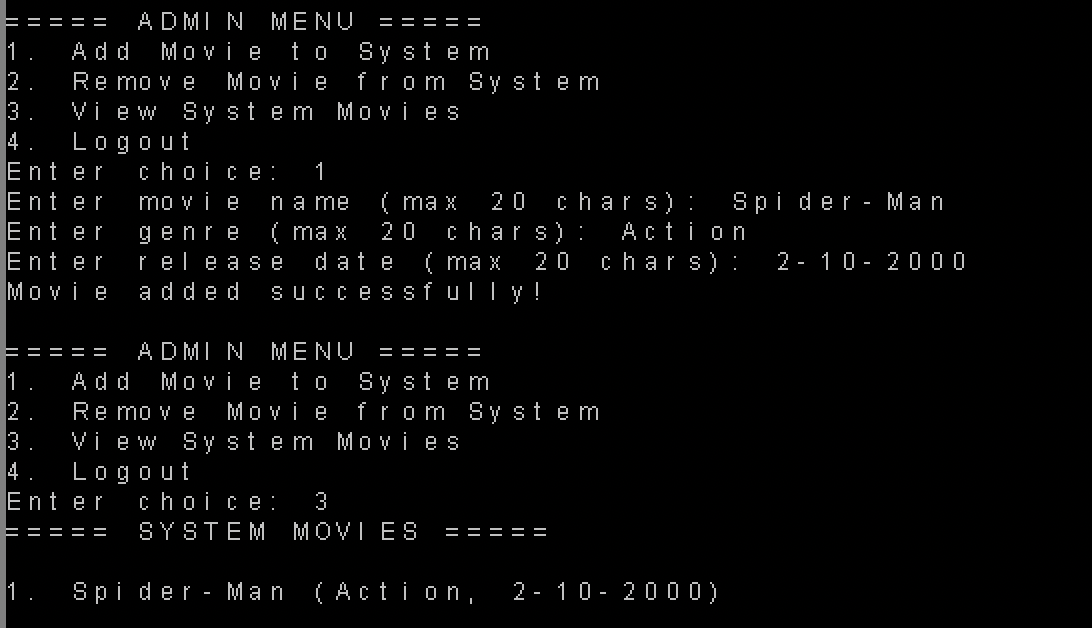 ===== ADMIN MENU =====
1. Add Movie to System
2. Remove Movie from System
3. View System Movies
4. Logout
Enter choice: 1
Enter movie name (max 20 chars): Spider-Man
Enter genre (max 20 chars): Action
Enter release date (max 20 chars): 2-10-2000
Movie added successfully!
===== ADMIN MENU =====
1. Add Movie to System
2. Remove Movie from System
3. View System Movies
4. Logout
Enter choice: 3
===== SYSTEM MOVIES =====
1. Spider-Man (Action, 2-10-2000)